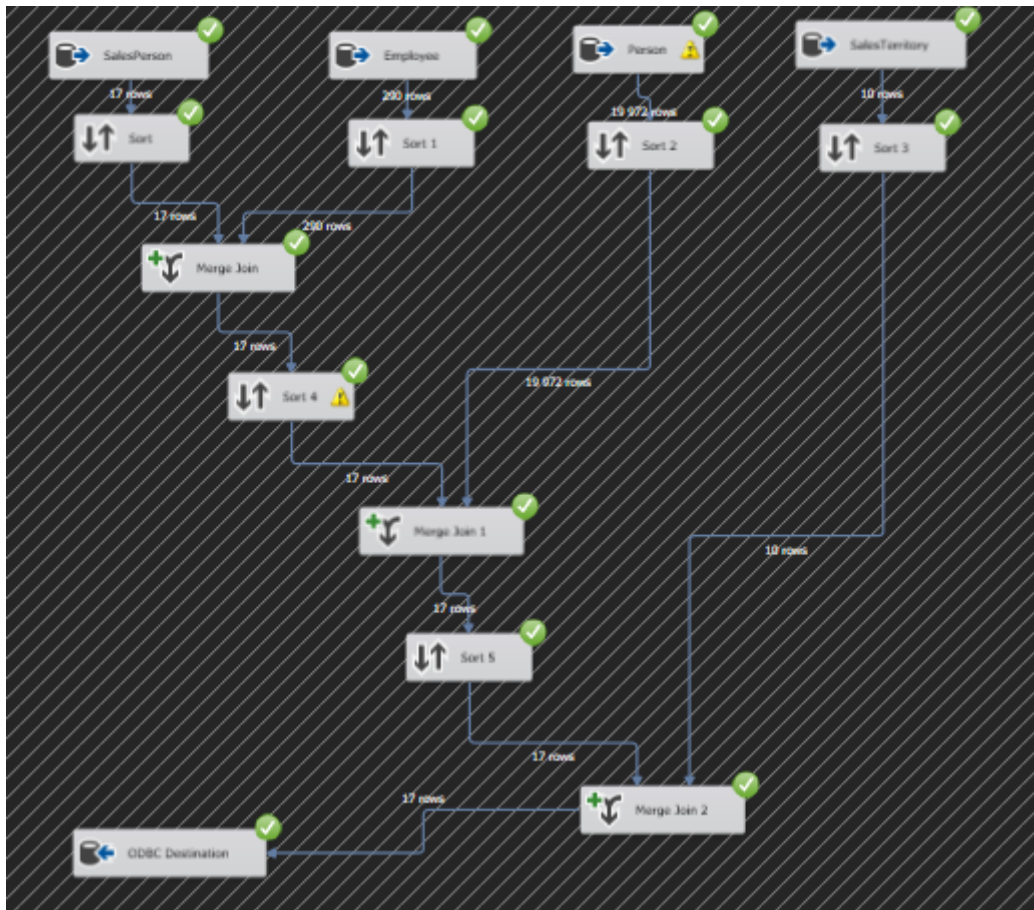 SalesPerson
Employee
Person
SalesTerritory
17 rows
290 rows
19 972 rows
10 rows
Sort
Sort 1
Sort 2
Sort 3
17 rows
290 rows
Merge Join
17 rows
19 972 rows
Sort 4
17 rows
Merge Join 1
10 rows
17 rows
Sort 5
17 rows
17 rows
Merge Join 2
ODBC Destination